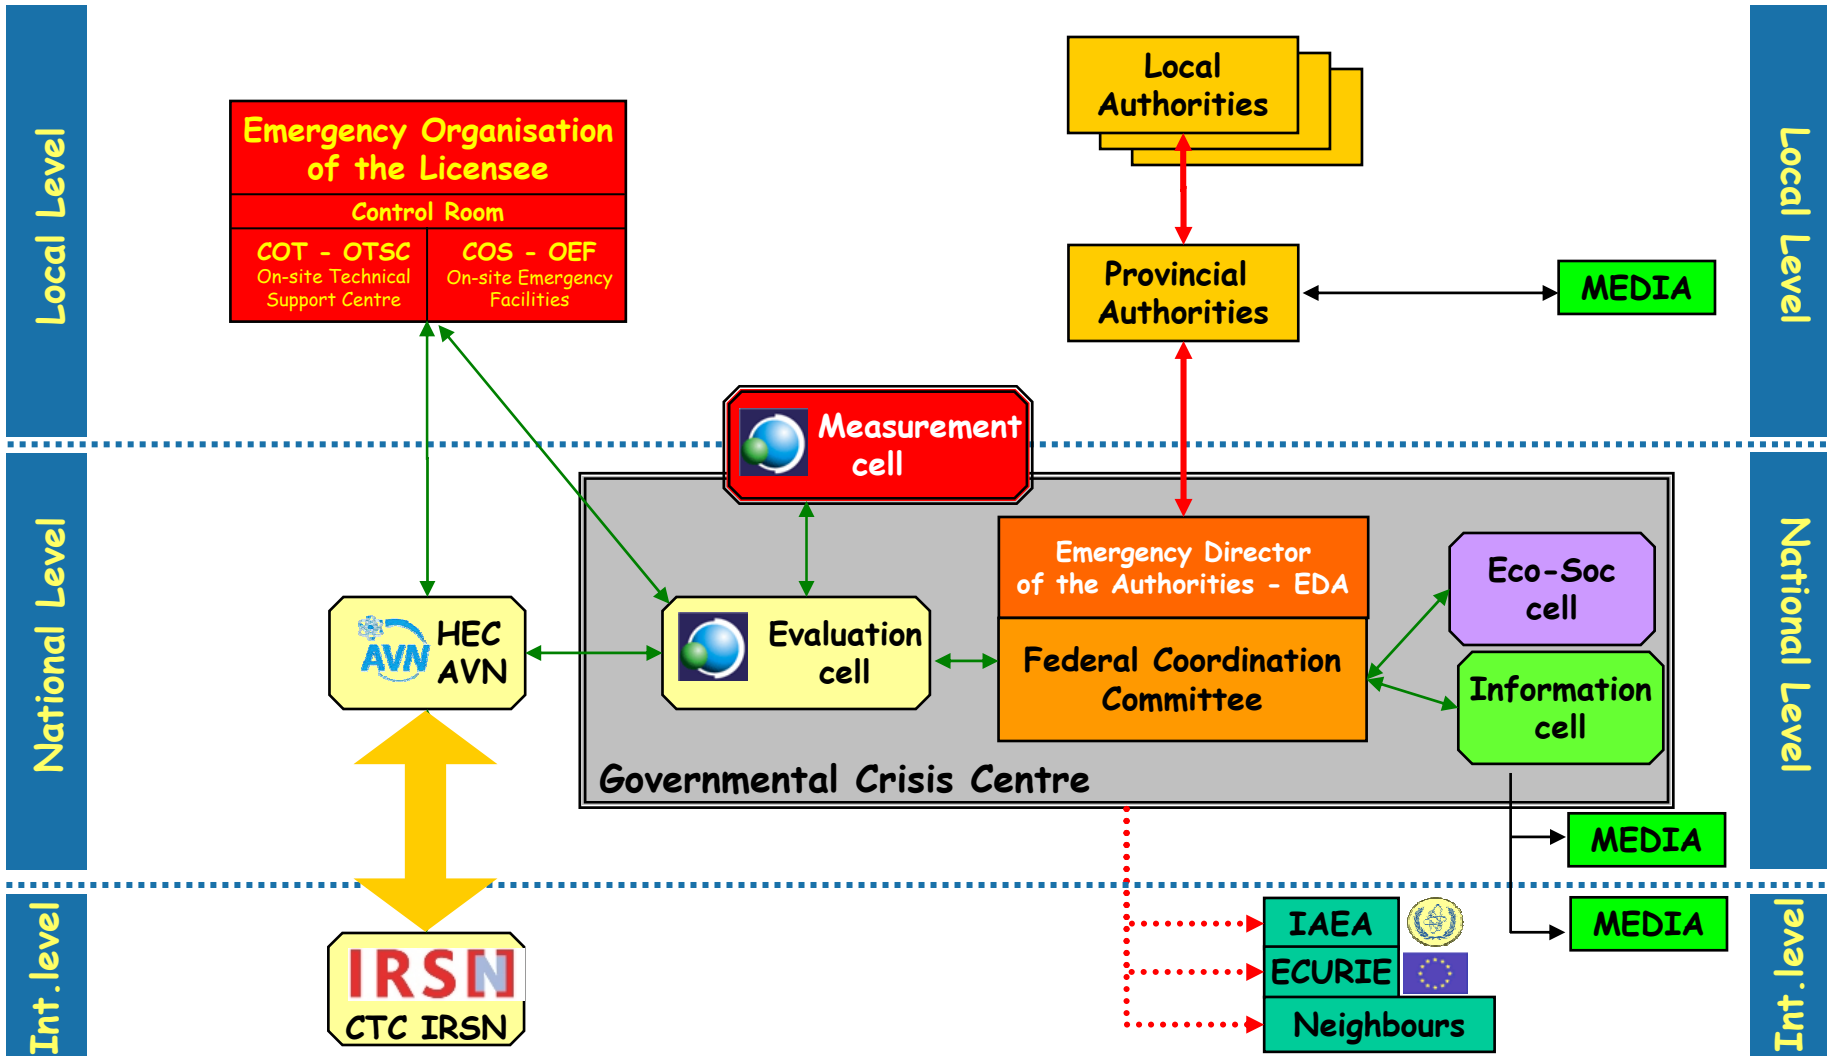 Local Level
Local
Authorities
Emergency Organisation
of the Licensee
Control Room
COT - OTSC
On-site Technical
Support Centre
COS - OEF
On-site Emergency
Facilities
Provincial
Authorities
MEDIA
Local Level
National Level
Measurement
cell
HEC
AVN
AVN
Evaluation
cell
Emergency Director
of the Authorities - EDA
Federal Coordination
Committee
Eco-Soc
cell
Information
cell
Governmental Crisis Centre
MEDIA
National Level
Int.level
IRSN
CTC IRSN
IAEA
ECURIE
Neighbours
MEDIA
Int.level